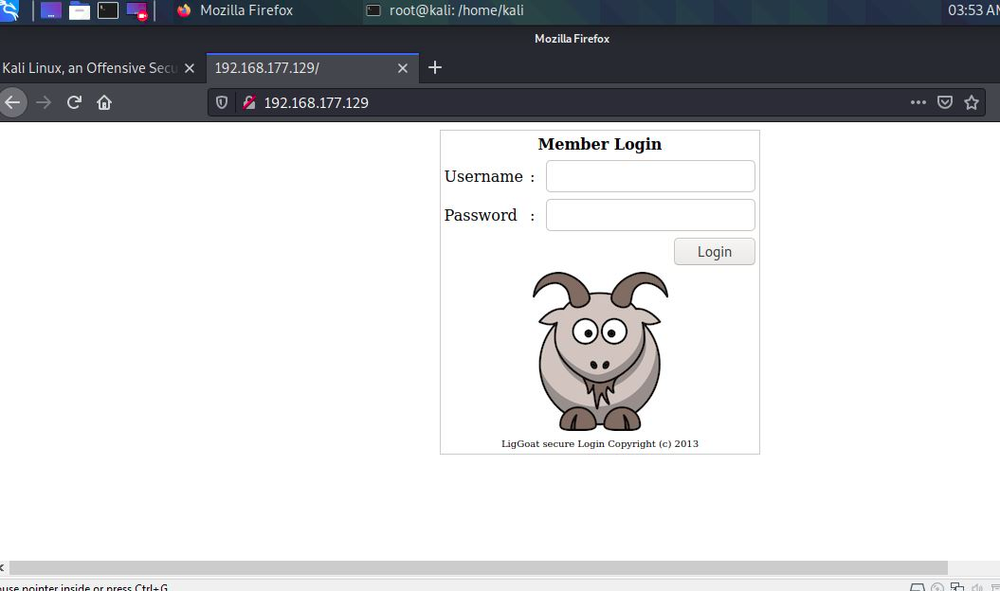 Mozilla Firefox
root@kali: /home/kali
03:53 AM
Mozilla Firefox
Kali Linux, an Offensive Secu
192.168.177.129/
192.168.177.129
Member Login
Username :
Password :
Login
LigGoat secure Login Copyright (c) 2013
ouse pointer inside or press Ctrl+G